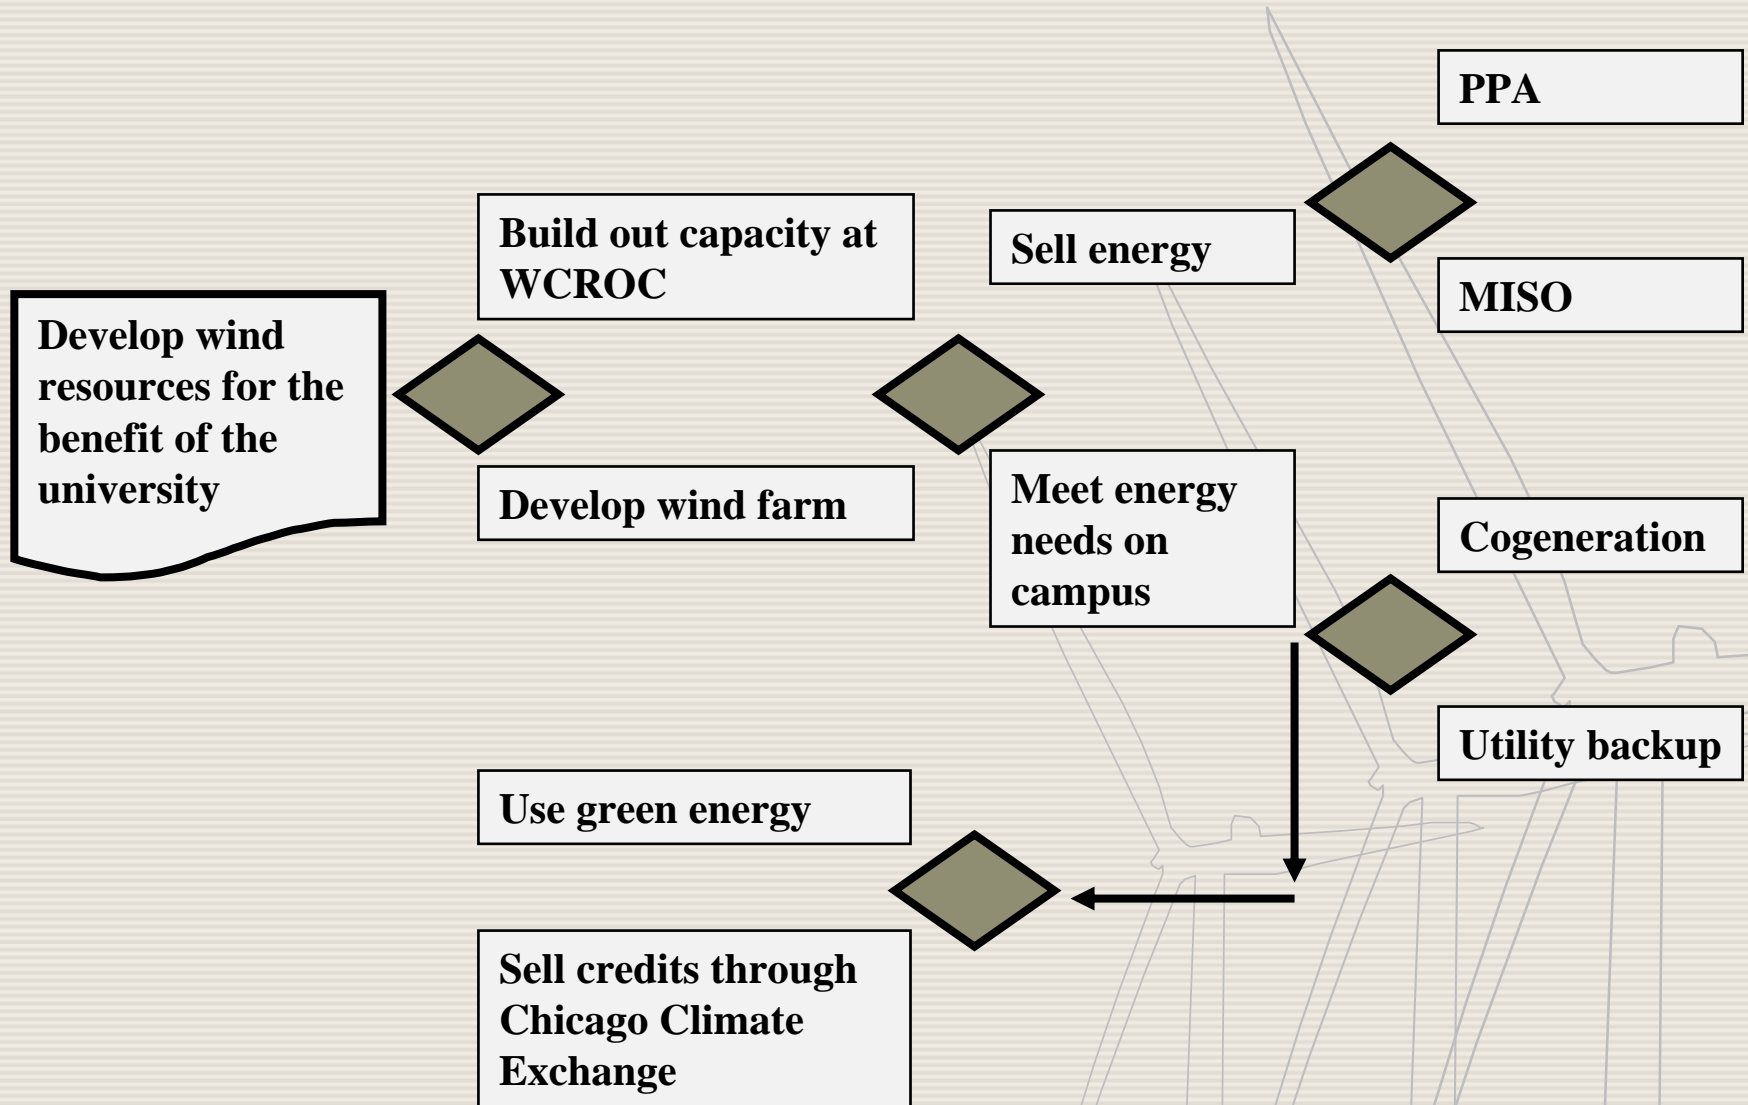 Develop wind
resources for the
benefit of the
university
Build out capacity at
WCROC
Develop wind farm
Sell energy
Meet energy
needs on
campus
PPA
MISO
Cogeneration
Utility backup
Use green energy
Sell credits through
Chicago Climate
Exchange